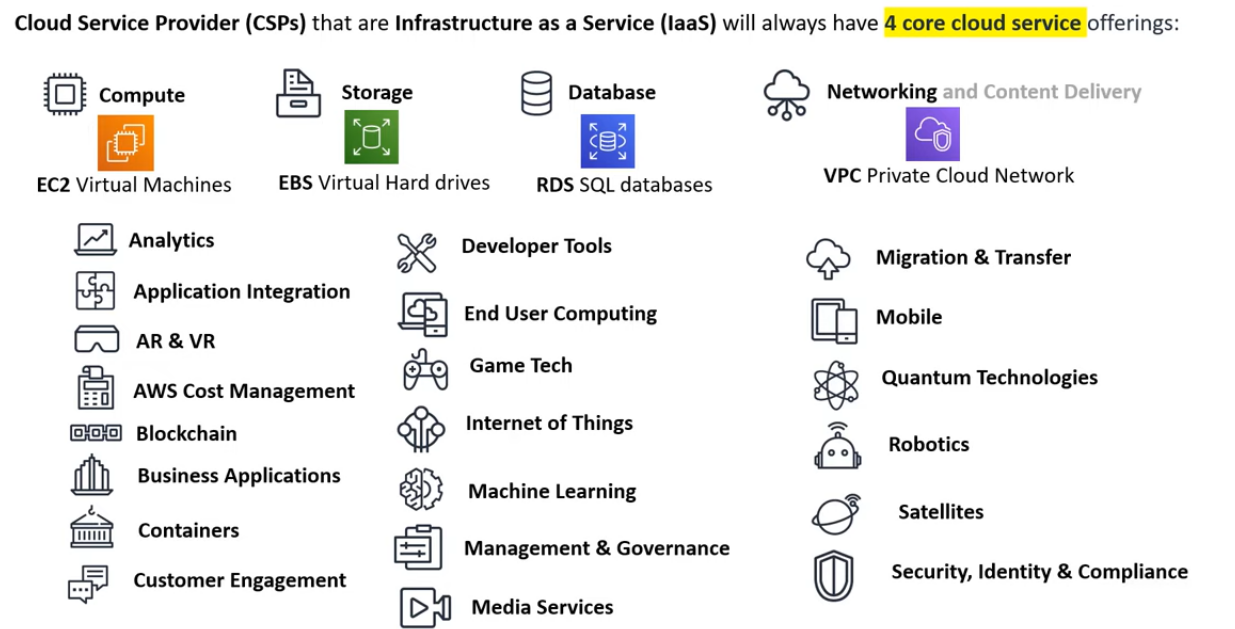 Cloud Service Provider (CSPs) that are Infrastructure as a Service (IaaS) will always have 4 core cloud service offerings:
Compute
Storage
Database
Networking and Content Delivery
EC2 Virtual Machines
EBS Virtual Hard drives
RDS SQL databases
VPC Private Cloud Network
Analytics
Application Integration
AR & VR
AWS Cost Management
Blockchain
Business Applications
Containers
Customer Engagement
Developer Tools
End User Computing
Game Tech
Internet of Things
Machine Learning
Management & Governance
Media Services
Migration & Transfer
Mobile
Quantum Technologies
Robotics
Satellites
Security, Identity & Compliance